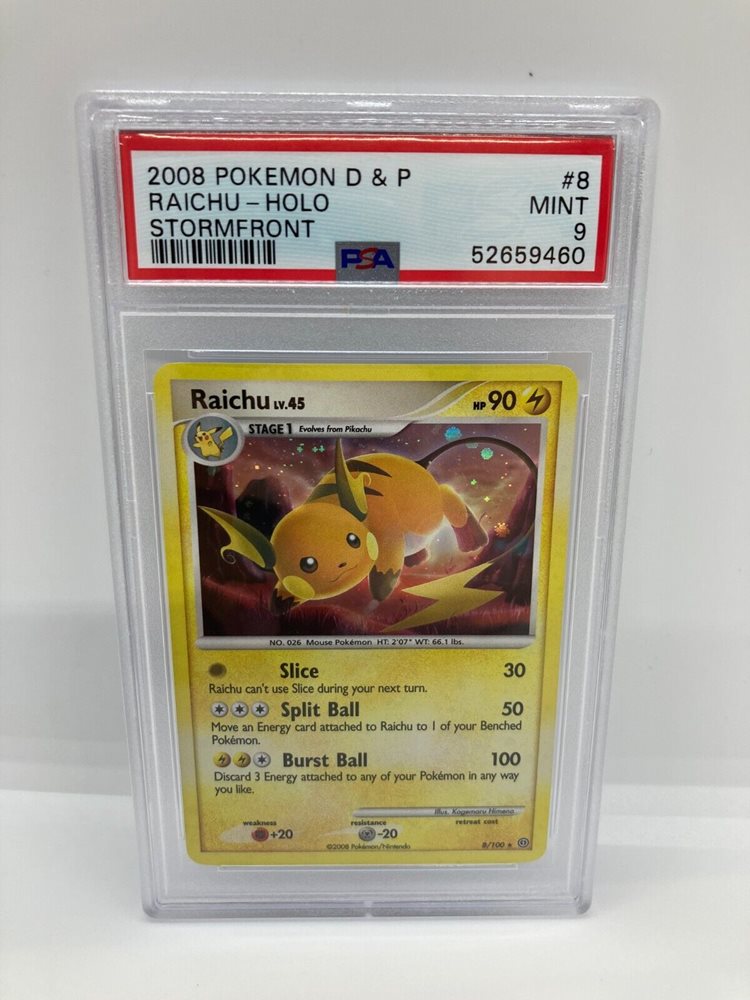 2008 POKEMON D & P #8
RAICHU - HOLO MINT
STORMFRONT 9
PSA 52659460
Raichu LV.45 HP 90
STAGE 1 Evolves from Pikachu
NO. 026 Mouse Pokémon HT: 2'07" WT: 66.1 lbs.
Slice 30
Raichu can't use Slice during your next turn.
Split Ball 50
Move an Energy card attached to Raichu to 1 of your Benched
Pokémon.
Burst Ball 100
Discard 3 Energy attached to any of your Pokémon in any way
you like.
Illus. Kagemaru Himeno
weakness resistance retreat cost
+20 -20
©2008 Pokémon/Nintendo 8/100